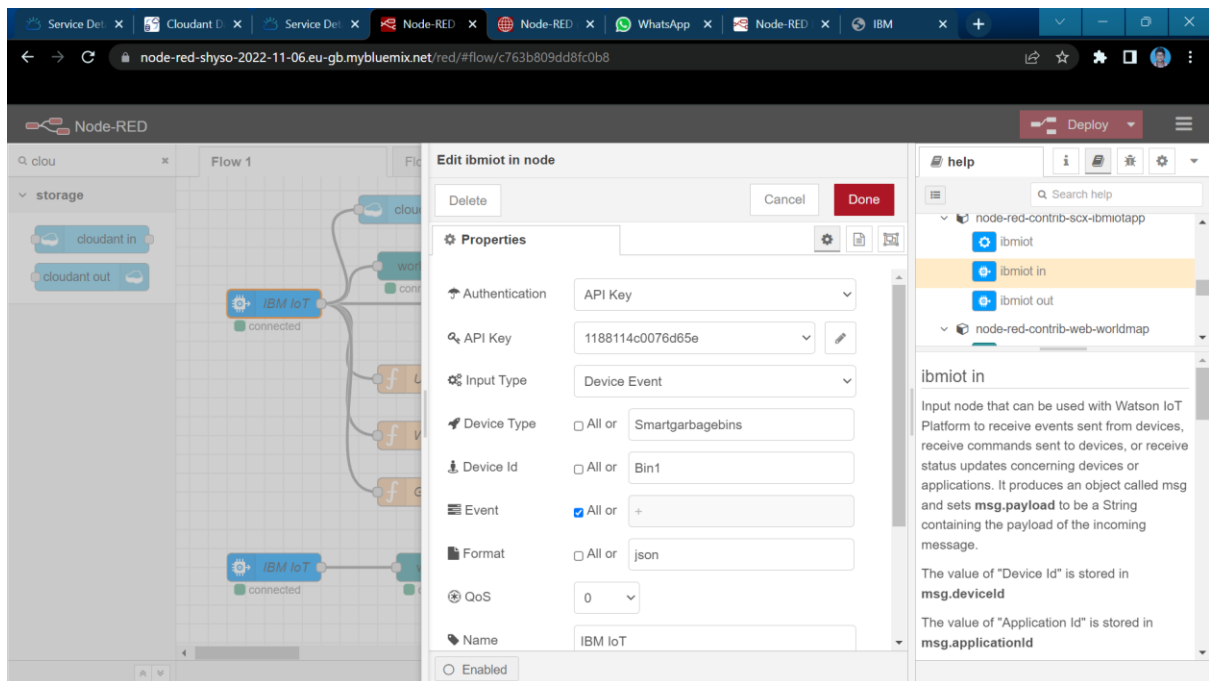 Service Det
Cloudant D
Service Det
Node-RED
Node-RED
WhatsApp
Node-RED
IBM
node-red-shyso-2022-11-06.eu-gb.mybluemix.net/red/#flow/c763b809dd8fc0b8
Node-RED
Deploy
clou
storage
cloudant in
cloudant out
Flow 1
Flo
clou
worl
conn
IBM IoT
connected
U
W
G
IBM IoT
connected
Edit ibmiot in node
Delete
Cancel
Done
Properties
Authentication
API Key
API Key
1188114c0076d65e
Input Type
Device Event
Device Type
All or
Smartgarbagebins
Device Id
All or
Bin1
Event
All or
+
Format
All or
json
QoS
0
Name
IBM IoT
Enabled
help
i
Search help
node-red-contrib-scx-ibmiotapp
ibmiot
ibmiot in
ibmiot out
node-red-contrib-web-worldmap
ibmiot in
Input node that can be used with Watson IoT
Platform to receive events sent from devices,
receive commands sent to devices, or receive
status updates concerning devices or
applications. It produces an object called msg
and sets msg.payload to be a String
containing the payload of the incoming
message.
The value of "Device Id" is stored in
msg.deviceId
The value of "Application Id" is stored in
msg.applicationId